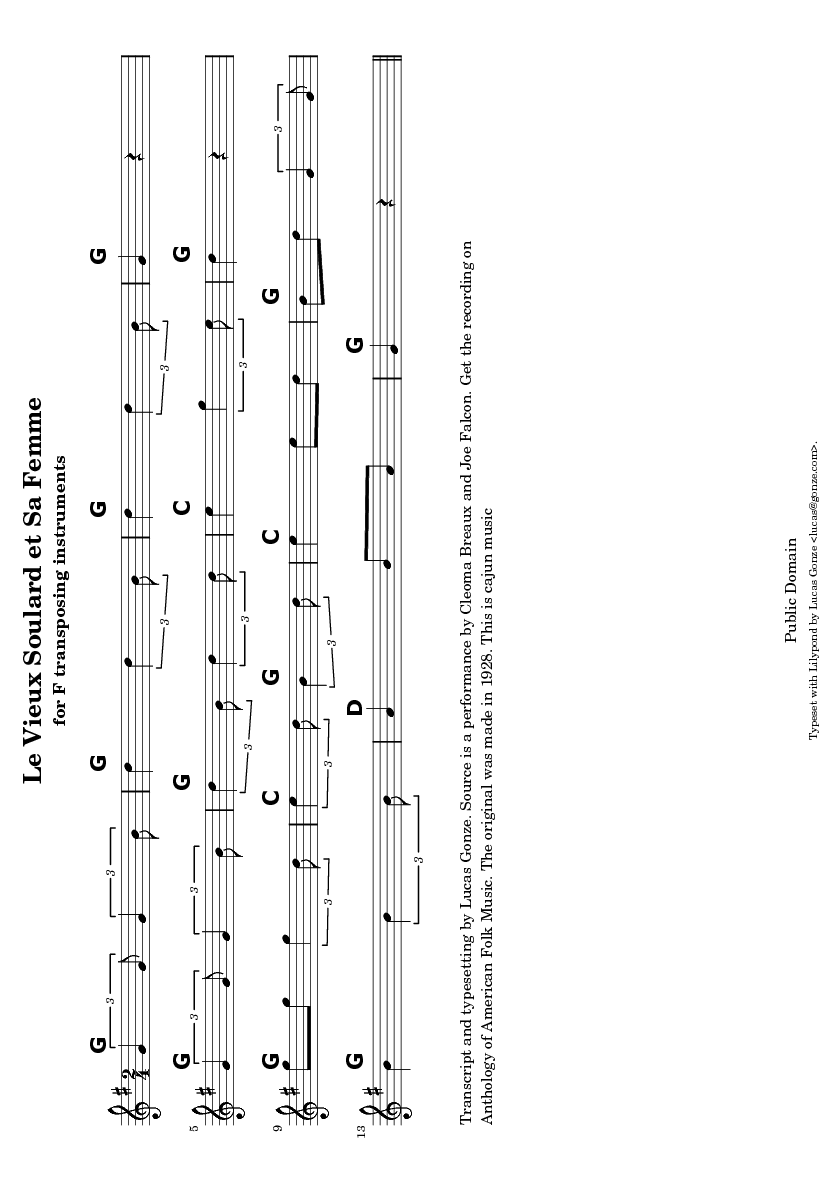 Le Vieux Soulard et Sa Femme
for F transposing instruments
G G G G
2
4
3 3 3 3
5
G G C G
3 3 3 3 3
9
G C G C G
3 3 3 3
13
G D G
3
Transcript and typesetting by Lucas Gonze. Source is a performance by Cleoma Breaux and Joe Falcon. Get the recording on
Anthology of American Folk Music. The original was made in 1928. This is cajun music
Public Domain
Typeset with Lilypond by Lucas Gonze <lucas@gonze.com>.